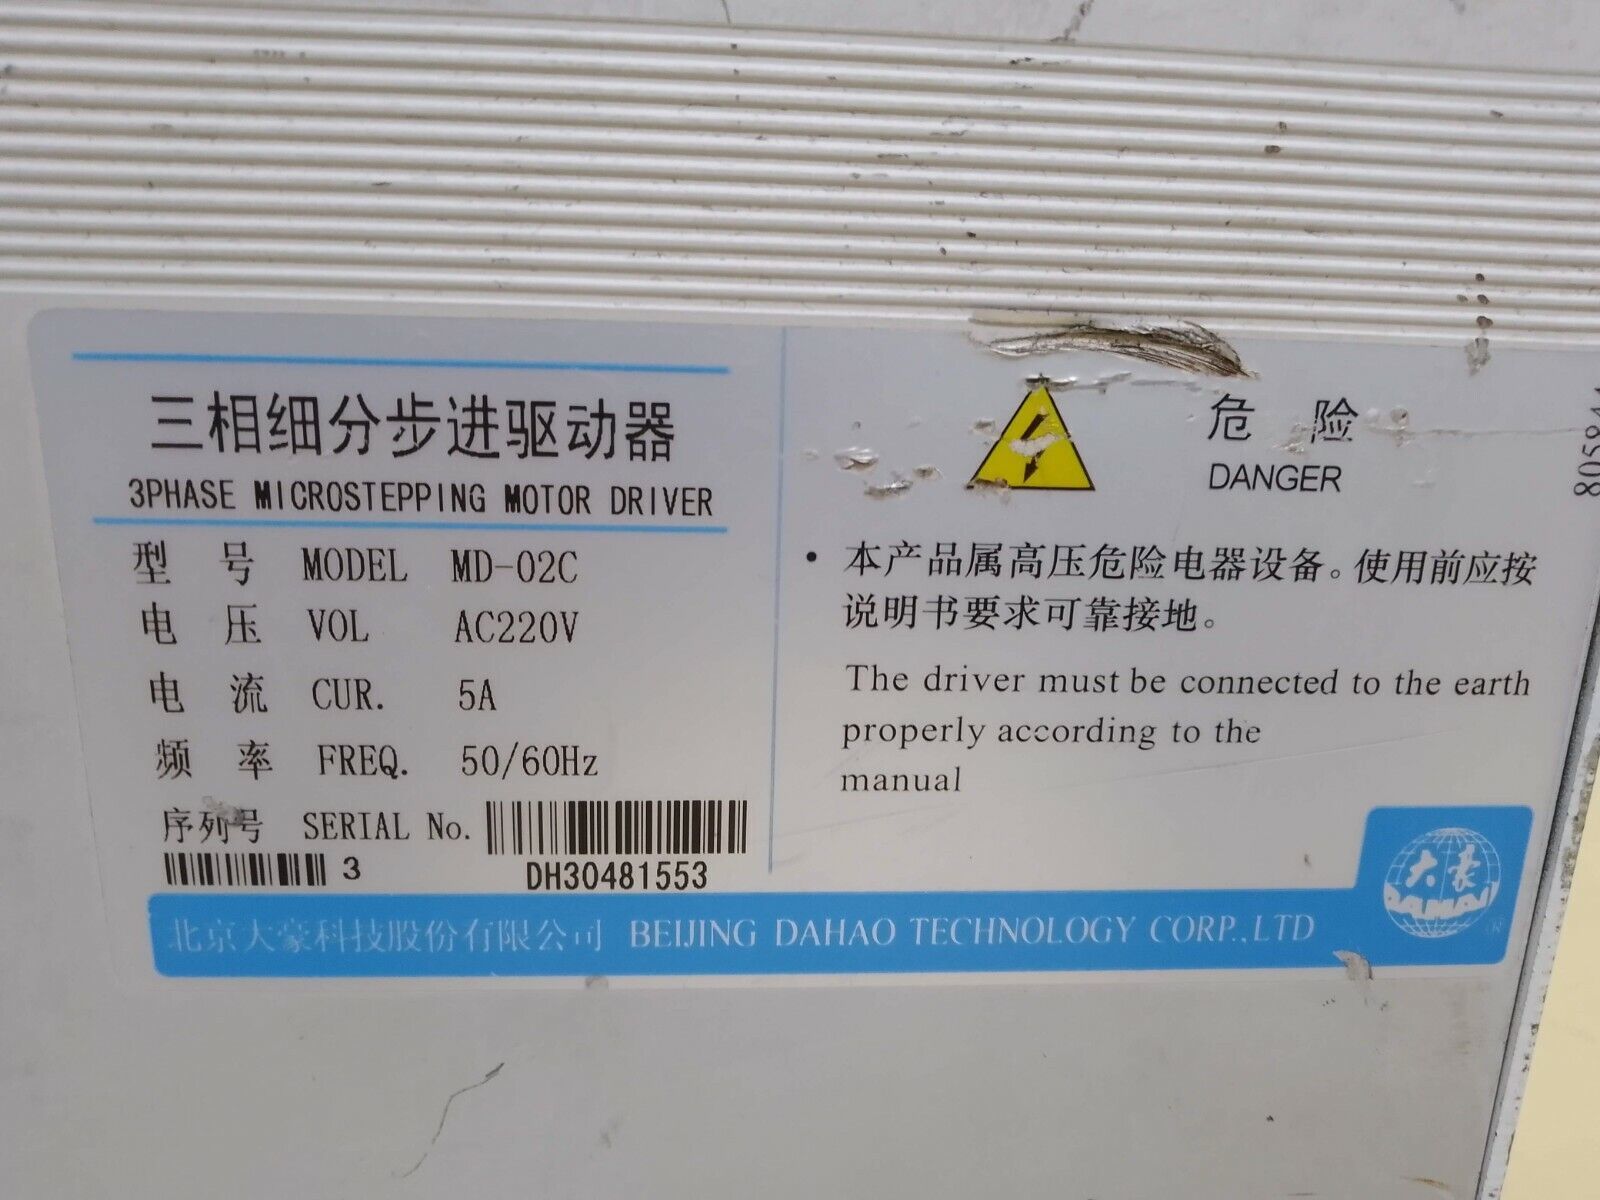 三相细分步进驱动器
3PHASE MICROSTEPPING MOTOR DRIVER
型 号 MODEL MD-02C
电 压 VOL AC220V
电 流 CUR. 5A
频 率 FREQ. 50/60Hz
序列号 SERIAL No.
3
DH30481553
危 险
DANGER
• 本产品属高压危险电器设备。使用前应按
说明书要求可靠接地。
The driver must be connected to the earth
properly according to the
manual
大豪
DAHAO
®
北京大豪科技股份有限公司 BEIJING DAHAO TECHNOLOGY CORP.,LTD